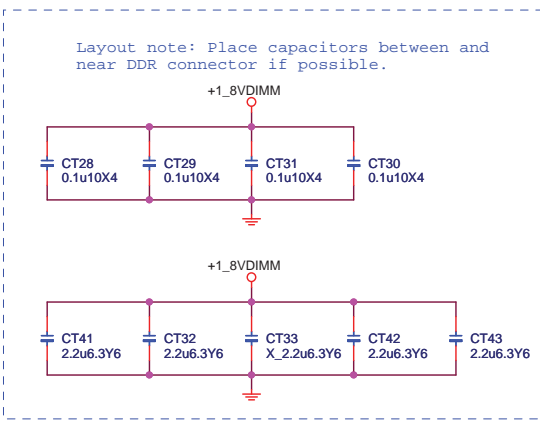 Layout note: Place capacitors between and
near DDR connector if possible.
+1_8VDIMM
CT28 CT29 CT31 CT30
0.1u10X4 0.1u10X4 0.1u10X4 0.1u10X4
+1_8VDIMM
CT41 CT32 CT33 CT42 CT43
2.2u6.3Y6 2.2u6.3Y6 X_2.2u6.3Y6 2.2u6.3Y6 2.2u6.3Y6